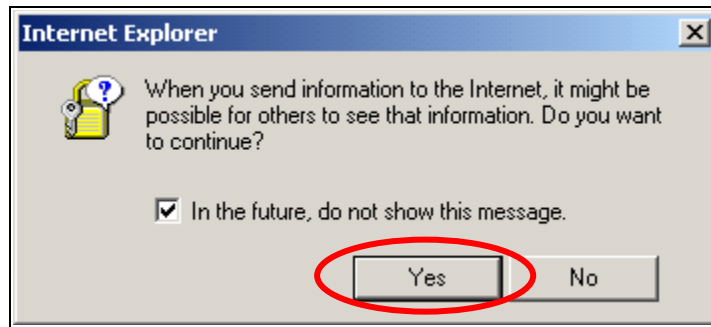 Internet Explorer
When you send information to the Internet, it might be
possible for others to see that information. Do you want
to continue?
In the future, do not show this message.
Yes No